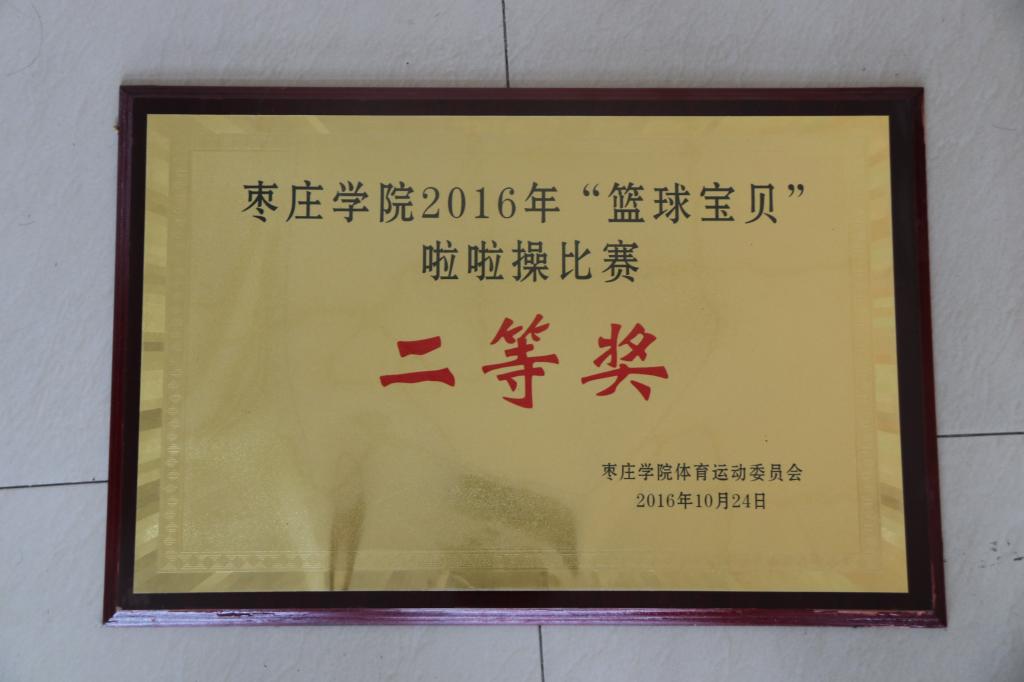 枣庄学院2016年“篮球宝贝”
啦啦操比赛
二等奖
枣庄学院体育运动委员会
2016年10月24日